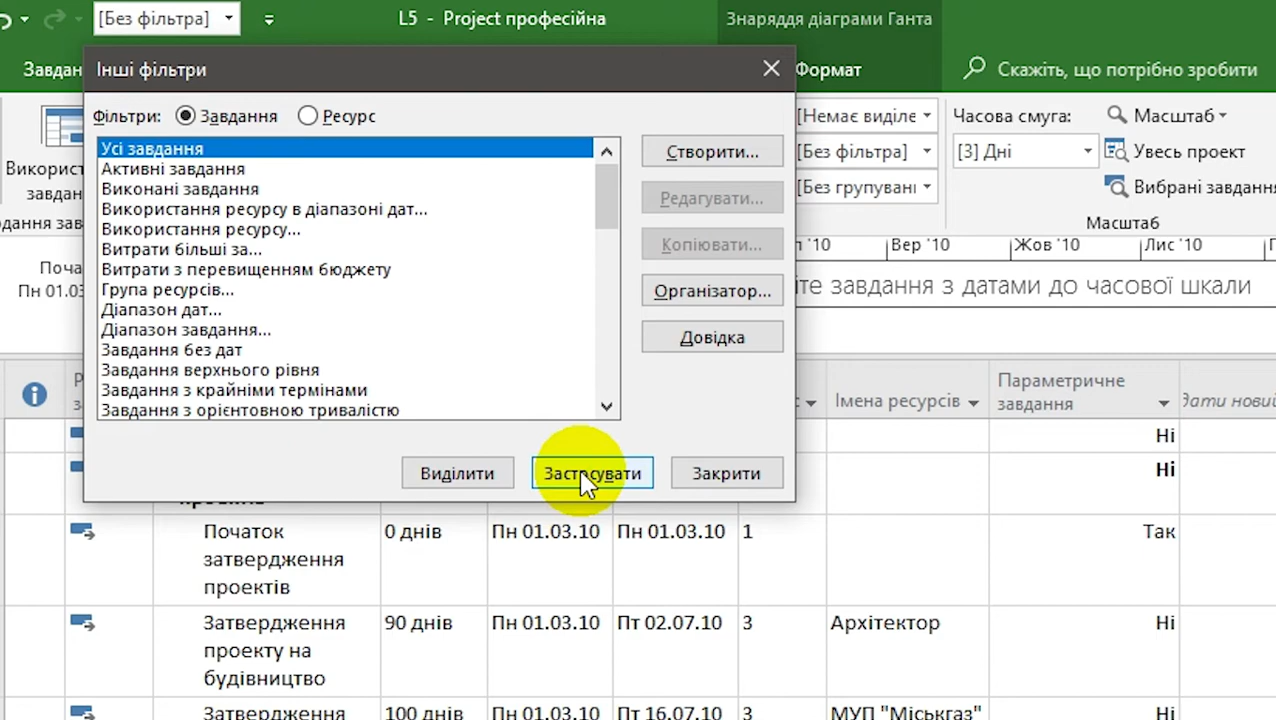 [Без фільтра]
L5 - Project професійна
Знаряддя діаграми Ганта
Завдан
Інші фільтри
Формат
Скажіть, що потрібно зробити
Фільтри: Завдання Ресурс
Усі завдання
Активні завдання
Виконані завдання
Використання ресурсу в діапазоні дат...
Використання ресурсу...
Витрати більші за...
Витрати з перевищенням бюджету
Група ресурсів...
Діапазон дат...
Діапазон завдання...
Завдання без дат
Завдання верхнього рівня
Завдання з крайніми термінами
Завдання з орієнтовною тривалістю
Створити...
Редагувати...
Копіювати...
Організатор...
Довідка
Виділити
Застосувати
Закрити
Використ
завдан
дання зав
[Немає виділе
[Без фільтра]
[Без групуванн
Часова смуга:
[3] Дні
Масштаб
Увесь проект
Вибрані завдання
Масштаб
Поча
Пн 01.03
п '10 Вер '10 Жовт '10 Лис '10
іте завдання з датами до часової шкали
Імена ресурсів
Параметричне
завдання
Дати новий
Ні
Ні
Початок
затвердження
проектів
0 днів Пн 01.03.10 Пн 01.03.10 1 Так
Затвердження
проекту на
будівництво
90 днів Пн 01.03.10 Пт 02.07.10 3 Архітектор Ні
Затвердження 100 днів Пн 01.03.10 Пт 16.07.10 3 МУП "Міськгаз" Ні